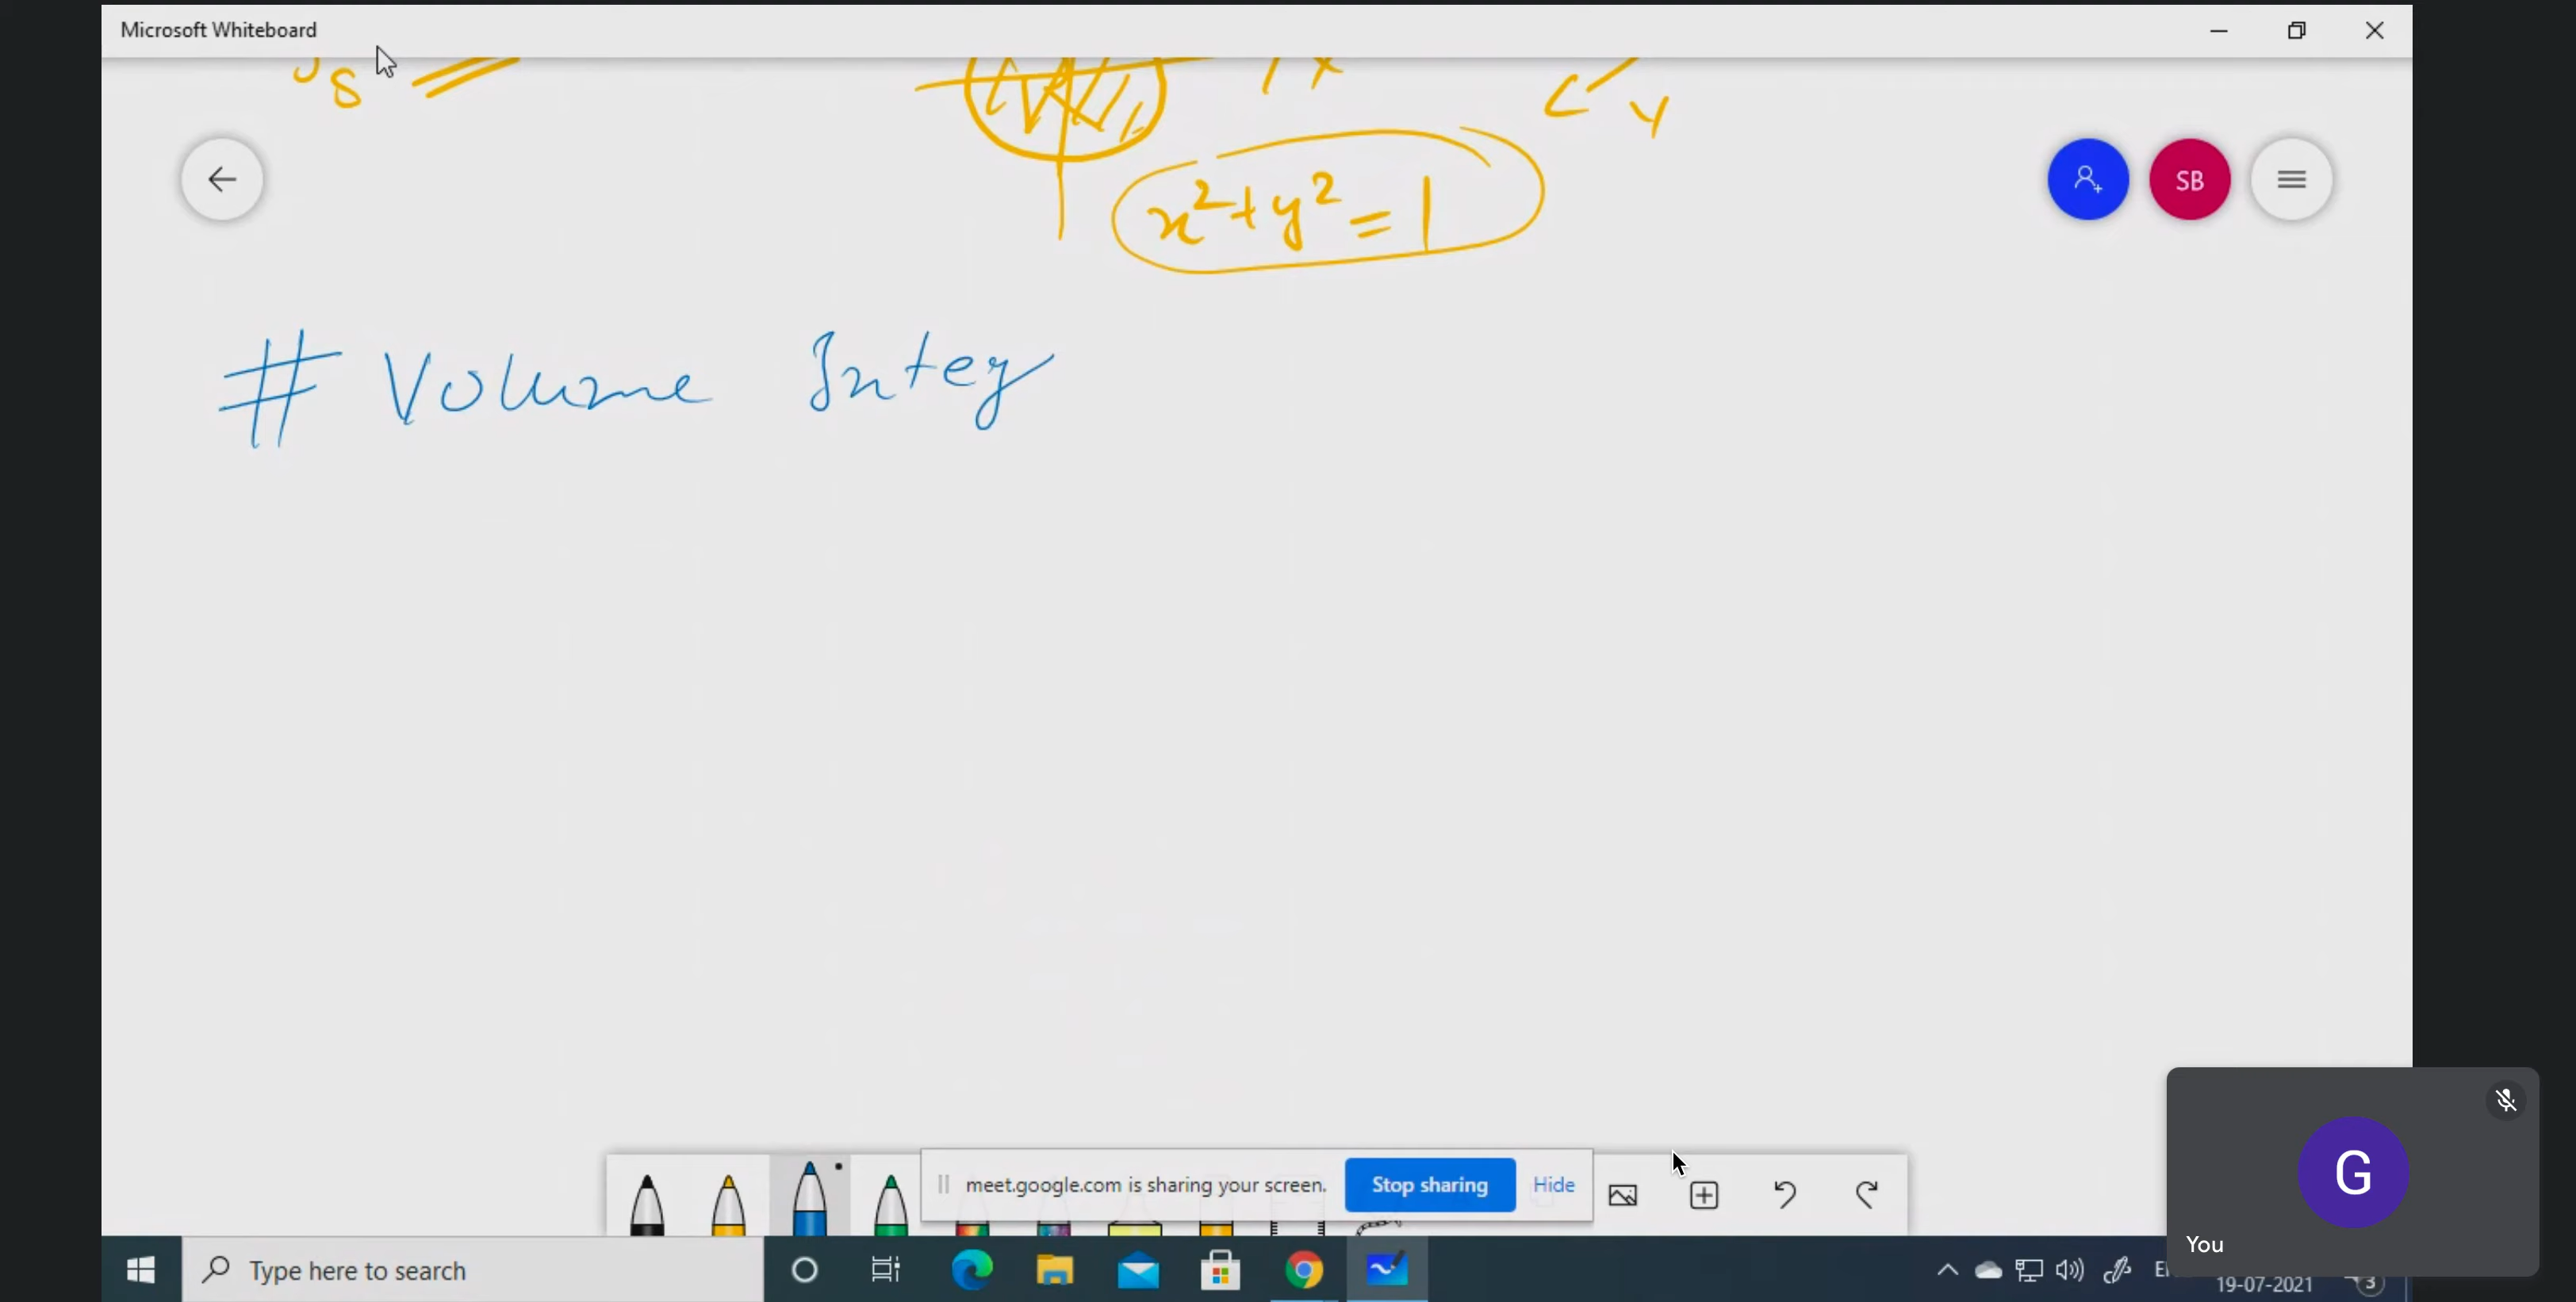 Microsoft Whiteboard
S
x
y
SB
x²+y²=1
# Volume Integ
meet.google.com is sharing your screen. Stop sharing Hide
G
You
Type here to search
19-07-2021
3